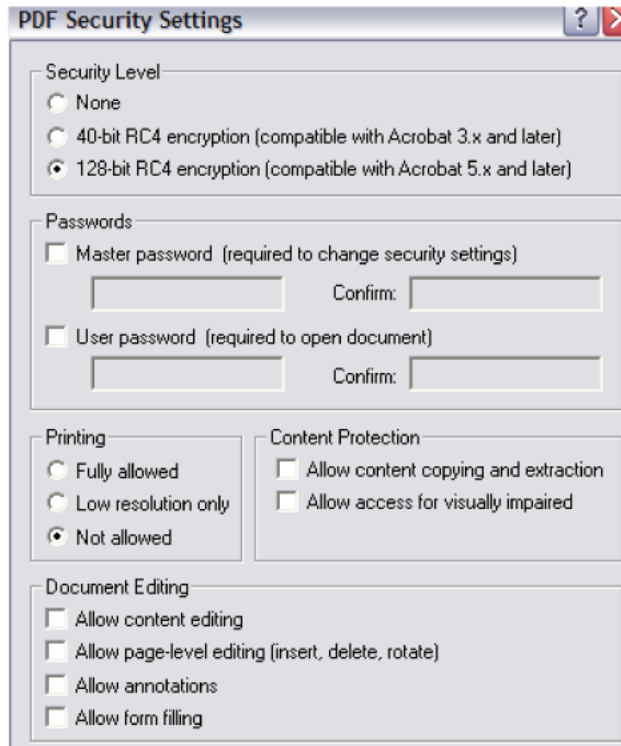 PDF Security Settings
?
Security Level
None
40-bit RC4 encryption (compatible with Acrobat 3.x and later)
128-bit RC4 encryption (compatible with Acrobat 5.x and later)
Passwords
Master password (required to change security settings)
Confirm:
User password (required to open document)
Confirm:
Printing
Fully allowed
Low resolution only
Not allowed
Content Protection
Allow content copying and extraction
Allow access for visually impaired
Document Editing
Allow content editing
Allow page-level editing (insert, delete, rotate)
Allow annotations
Allow form filling